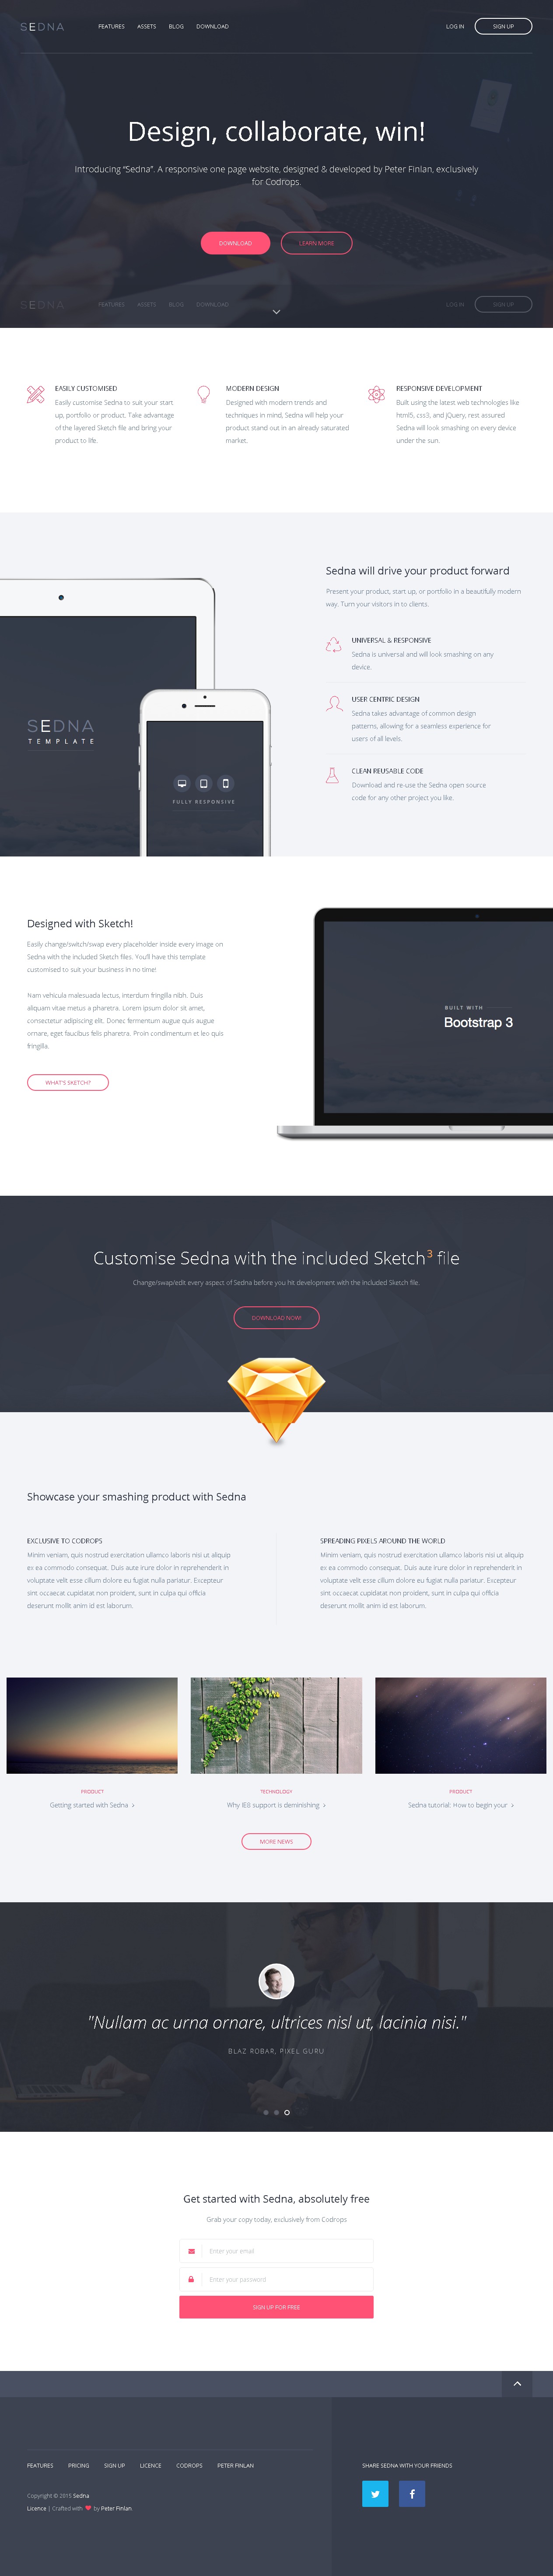 SEDNA
FEATURES ASSETS BLOG DOWNLOAD
LOG IN SIGN UP
Design, collaborate, win!
Introducing “Sedna”. A responsive one page website, designed & developed by Peter Finlan, exclusively
for Codrops.
DOWNLOAD LEARN MORE
SEDNA
FEATURES ASSETS BLOG DOWNLOAD
LOG IN SIGN UP
EASILY CUSTOMISED
Easily customise Sedna to suit your start
up, portfolio or product. Take advantage
of the layered Sketch file and bring your
product to life.
MODERN DESIGN
Designed with modern trends and
techniques in mind, Sedna will help your
product stand out in an already saturated
market.
RESPONSIVE DEVELOPMENT
Built using the latest web technologies like
html5, css3, and jQuery, rest assured
Sedna will look smashing on every device
under the sun.
SEDNA
TEMPLATE
FULLY RESPONSIVE
Sedna will drive your product forward
Present your product, start up, or portfolio in a beautifully modern
way. Turn your visitors in to clients.
UNIVERSAL & RESPONSIVE
Sedna is universal and will look smashing on any
device.
USER CENTRIC DESIGN
Sedna takes advantage of common design
patterns, allowing for a seamless experience for
users of all levels.
CLEAN REUSABLE CODE
Download and re-use the Sedna open source
code for any other project you like.
Designed with Sketch!
Easily change/switch/swap every placeholder inside every image on
Sedna with the included Sketch files. You’ll have this template
customised to suit your business in no time!
Nam vehicula malesuada lectus, interdum fringilla nibh. Duis
aliquam vitae metus a pharetra. Lorem ipsum dolor sit amet,
consectetur adipiscing elit. Donec fermentum augue quis augue
ornare, eget faucibus felis pharetra. Proin condimentum et leo quis
fringilla.
WHAT'S SKETCH?
BUILT WITH
Bootstrap 3
Customise Sedna with the included Sketch3 file
Change/swap/edit every aspect of Sedna before you hit development with the included Sketch file.
DOWNLOAD NOW!
Showcase your smashing product with Sedna
EXCLUSIVE TO CODROPS
Minim veniam, quis nostrud exercitation ullamco laboris nisi ut aliquip
ex ea commodo consequat. Duis aute irure dolor in reprehenderit in
voluptate velit esse cillum dolore eu fugiat nulla pariatur. Excepteur
sint occaecat cupidatat non proident, sunt in culpa qui officia
deserunt mollit anim id est laborum.
SPREADING PIXELS AROUND THE WORLD
Minim veniam, quis nostrud exercitation ullamco laboris nisi ut aliquip
ex ea commodo consequat. Duis aute irure dolor in reprehenderit in
voluptate velit esse cillum dolore eu fugiat nulla pariatur. Excepteur
sint occaecat cupidatat non proident, sunt in culpa qui officia
deserunt mollit anim id est laborum.
PRODUCT
Getting started with Sedna
TECHNOLOGY
Why IE8 support is deminishing
PRODUCT
Sedna tutorial: How to begin your
MORE NEWS
"Nullam ac urna ornare, ultrices nisl ut, lacinia nisi."
BLAZ ROBAR, PIXEL GURU
Get started with Sedna, absolutely free
Grab your copy today, exclusively from Codrops
Enter your email
Enter your password
SIGN UP FOR FREE
FEATURES PRICING SIGN UP LICENCE CODROPS PETER FINLAN
Copyright © 2015 Sedna
Licence | Crafted with by Peter Finlan
SHARE SEDNA WITH YOUR FRIENDS